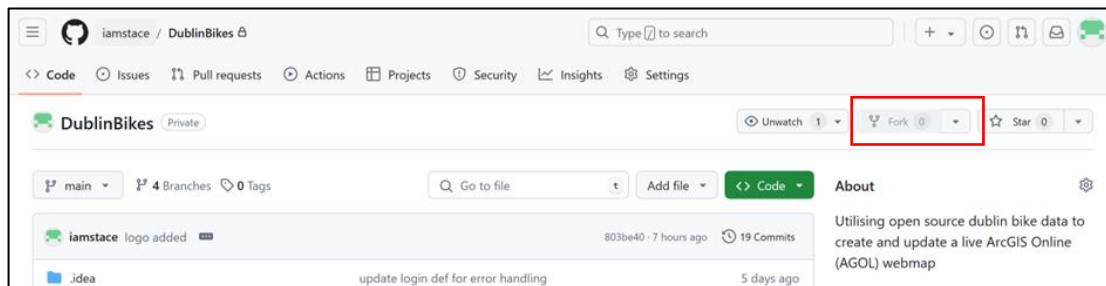 iamstace / DublinBikes
Type / to search
Code Issues Pull requests Actions Projects Security Insights Settings
DublinBikes Private
Unwatch 1 Fork 0 Star 0
main 4 Branches 0 Tags Go to file t Add file Code About
Utilising open source dublin bike data to
create and update a live ArcGIS Online
(AGOL) webmap
iamstace logo added 803be40 · 7 hours ago 19 Commits
.idea update login def for error handling 5 days ago